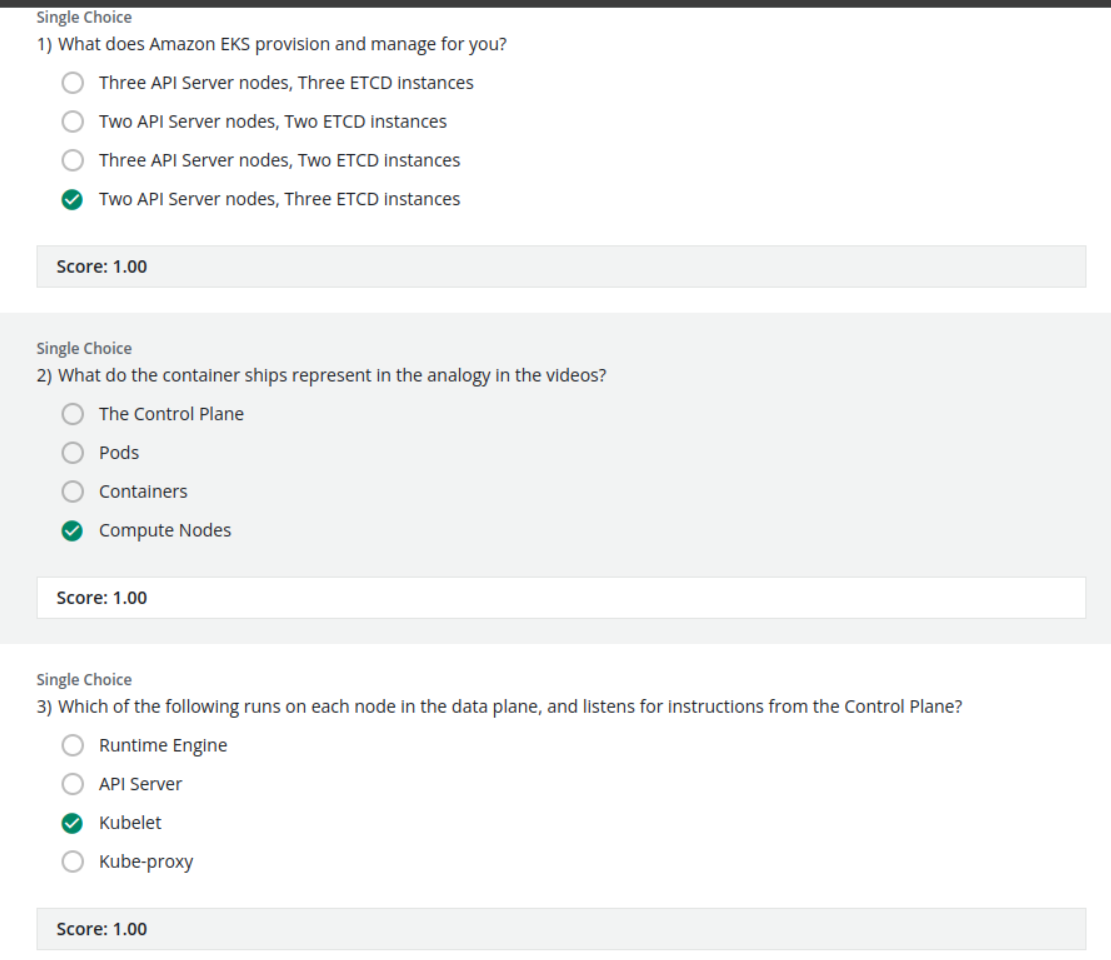 Single Choice
1) What does Amazon EKS provision and manage for you?
Three API Server nodes, Three ETCD instances
Two API Server nodes, Two ETCD instances
Three API Server nodes, Two ETCD instances
Two API Server nodes, Three ETCD instances
Score: 1.00
Single Choice
2) What do the container ships represent in the analogy in the videos?
The Control Plane
Pods
Containers
Compute Nodes
Score: 1.00
Single Choice
3) Which of the following runs on each node in the data plane, and listens for instructions from the Control Plane?
Runtime Engine
API Server
Kubelet
Kube-proxy
Score: 1.00